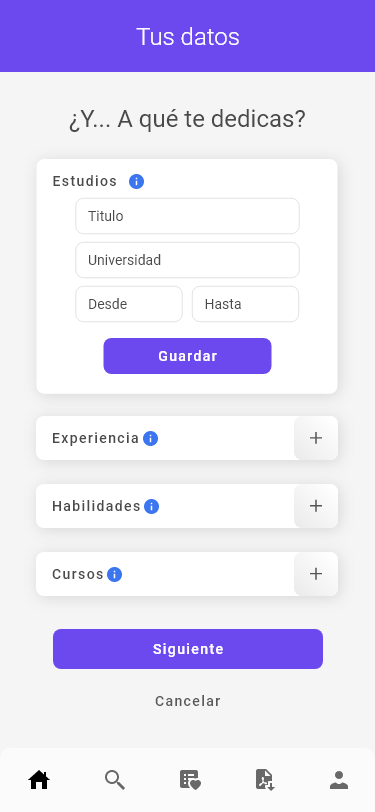 Tus datos
¿Y... A qué te dedicas?
Estudios
Titulo
Universidad
Desde Hasta
Guardar
Experiencia
Habilidades
Cursos
Siguiente
Cancelar